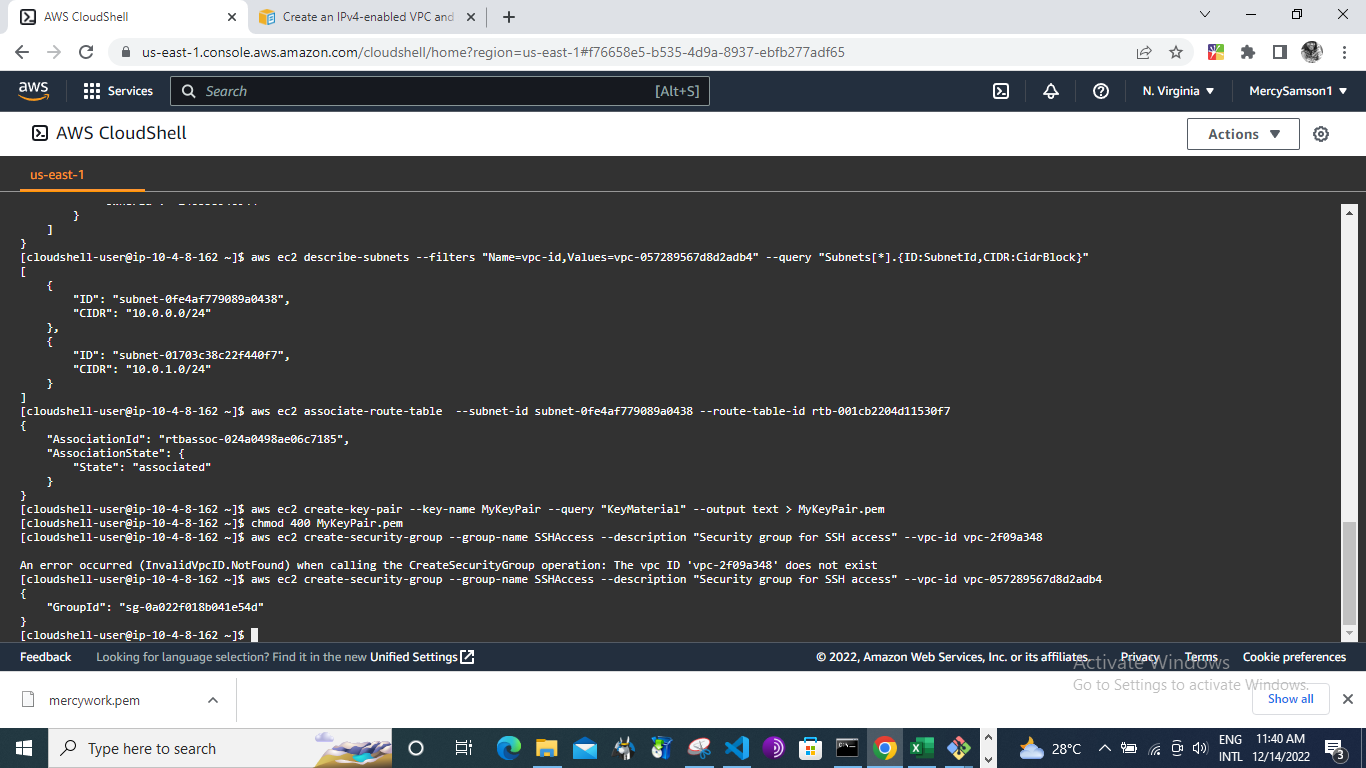 AWS CloudShell
Create an IPv4-enabled VPC and
us-east-1.console.aws.amazon.com/cloudshell/home?region=us-east-1#f76658e5-b535-4d9a-8937-ebfb277adf65
aws
Services
Search
[Alt+S]
N. Virginia
MercySamson1
AWS CloudShell
Actions
us-east-1
}
]
}
[cloudshell-user@ip-10-4-8-162 ~]$ aws ec2 describe-subnets --filters "Name=vpc-id,Values=vpc-057289567d8d2adb4" --query "Subnets[*].{ID:SubnetId,CIDR:CidrBlock}"
[
{
"ID": "subnet-0fe4af779089a0438",
"CIDR": "10.0.0.0/24"
},
{
"ID": "subnet-01703c38c22f440f7",
"CIDR": "10.0.1.0/24"
}
]
[cloudshell-user@ip-10-4-8-162 ~]$ aws ec2 associate-route-table  --subnet-id subnet-0fe4af779089a0438 --route-table-id rtb-001cb2204d11530f7
{
"AssociationId": "rtbassoc-024a0498ae06c7185",
"AssociationState": {
"State": "associated"
}
}
[cloudshell-user@ip-10-4-8-162 ~]$ aws ec2 create-key-pair --key-name MyKeyPair --query "KeyMaterial" --output text > MyKeyPair.pem
[cloudshell-user@ip-10-4-8-162 ~]$ chmod 400 MyKeyPair.pem
[cloudshell-user@ip-10-4-8-162 ~]$ aws ec2 create-security-group --group-name SSHAccess --description "Security group for SSH access" --vpc-id vpc-2f09a348
An error occurred (InvalidVpcID.NotFound) when calling the CreateSecurityGroup operation: The vpc ID 'vpc-2f09a348' does not exist
[cloudshell-user@ip-10-4-8-162 ~]$ aws ec2 create-security-group --group-name SSHAccess --description "Security group for SSH access" --vpc-id vpc-057289567d8d2adb4
{
"GroupId": "sg-0a022f018b041e54d"
}
[cloudshell-user@ip-10-4-8-162 ~]$
Feedback
Looking for language selection? Find it in the new Unified Settings
© 2022, Amazon Web Services, Inc. or its affiliates.
Privacy
Terms
Cookie preferences
Activate Windows
Go to Settings to activate Windows.
mercywork.pem
Show all
Type here to search
28°C
ENG
INTL
11:40 AM
12/14/2022
3